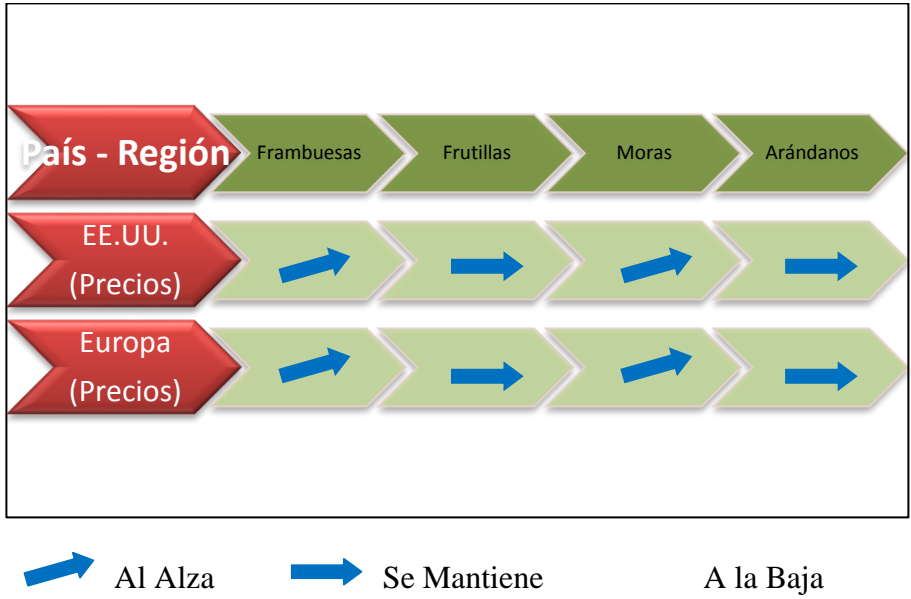 País - Región Frambuesas Frutillas Moras Arándanos
EE.UU.
(Precios)
Europa
(Precios)
Al Alza Se Mantiene A la Baja